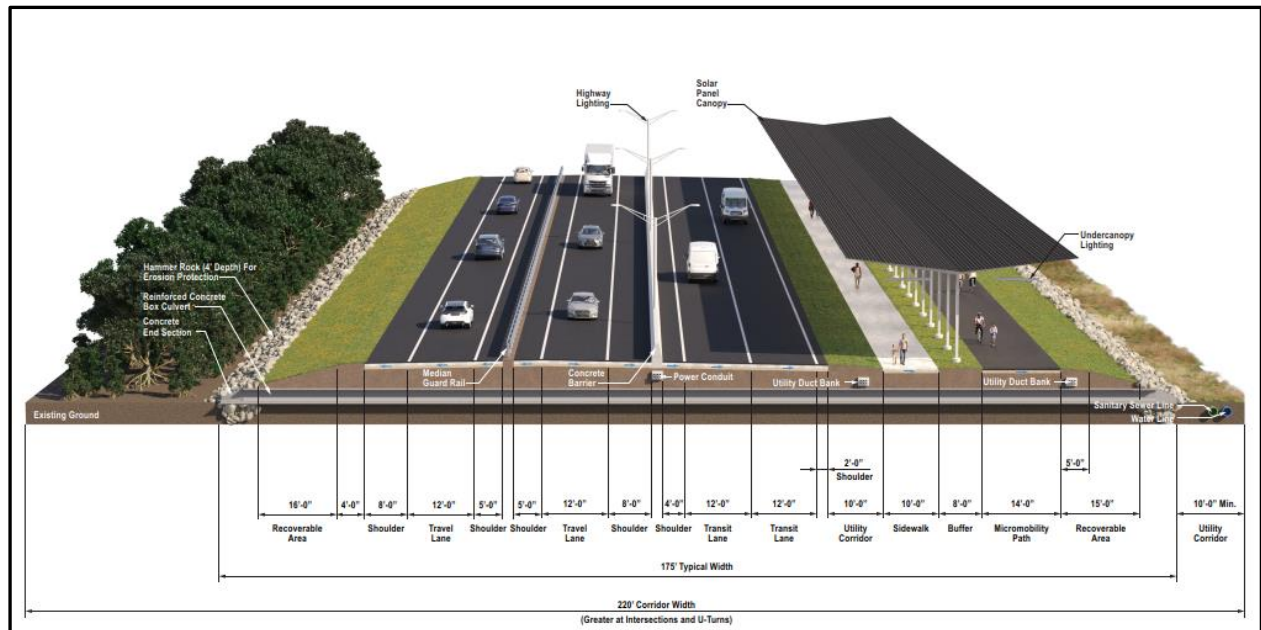 Highway
Lighting
Solar
Panel
Canopy
Undercanopy
Lighting
Hammer Rock (4' Depth) For
Erosion Protection
Reinforced Concrete
Box Culvert
Concrete
End Section
Median
Guard Rail
Concrete
Barrier
Power Conduit
Utility Duct Bank
Utility Duct Bank
Sanitary Sewer Line
Water Line
Existing Ground
2'-0"
Shoulder
5'-0"
16'-0" 4'-0" 8'-0" 12'-0" 5'-0" 5'-0" 12'-0" 8'-0" 4'-0" 12'-0" 12'-0" 10'-0" 10'-0" 8'-0" 14'-0" 15'-0" 10'-0" Min.
Recoverable Shoulder Travel Shoulder Shoulder Travel Shoulder Shoulder Transit Transit Utility Sidewalk Buffer Micromobility Recoverable Utility
Area Lane Lane Lane Lane Corridor Path Area Corridor
175' Typical Width
220' Corridor Width
(Greater at Intersections and U-Turns)